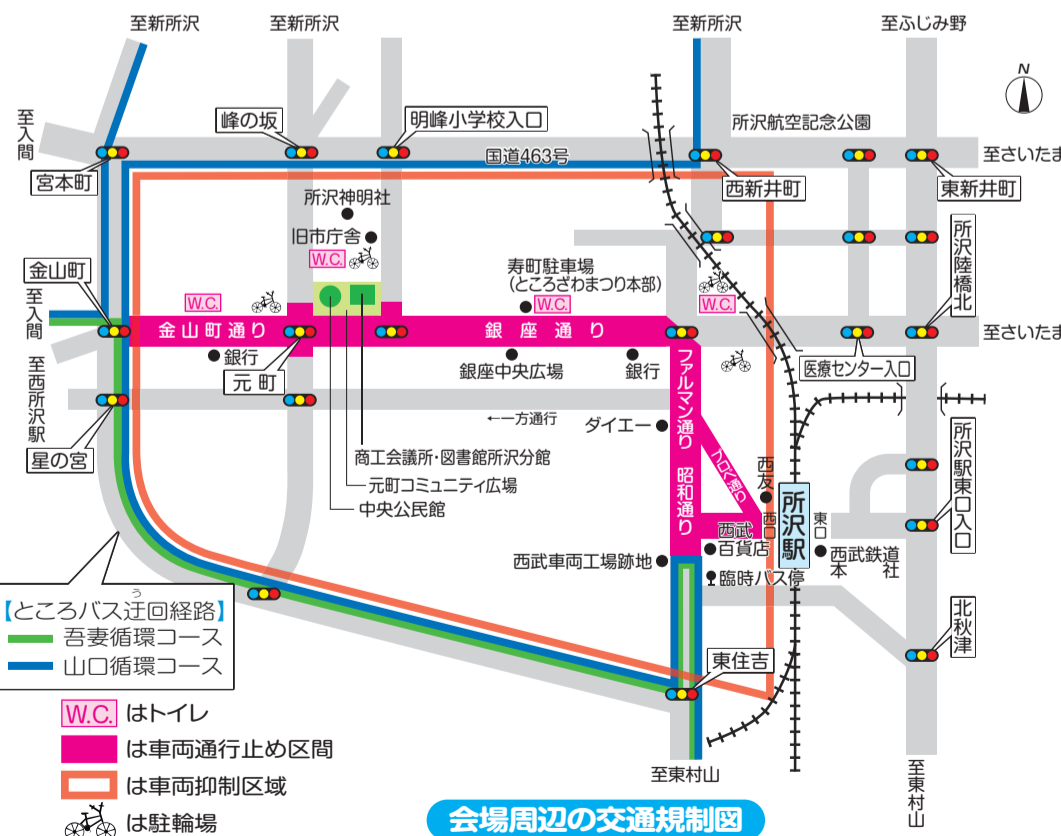 至新所沢
至新所沢
至新所沢
至ふじみ野
N
至入間
峰の坂
明峰小学校入口
所沢航空記念公園
国道463号
至さいたま
宮本町
西新井町
東新井町
所沢神明社
旧市庁舎
W.C.
所沢陸橋北
金山町
寿町駐車場
(ところざわまつり本部)
W.C.
W.C.
W.C.
至入間
金山町通り
銀座通り
至さいたま
銀行
元町
銀座中央広場
銀行
医療センター入口
至西所沢駅
←一方通行
ファルマン通り
ダイエー
星の宮
商工会議所・図書館所沢分館
元町コミュニティ広場
中央公民館
昭和通り
プロペ通り
西友
西口
所沢駅
東口
所沢駅東口入口
西武
百貨店
西武車両工場跡地
西武鉄道
本社
臨時バス停
北秋津
【ところバス迂回経路】
う
吾妻循環コース
山口循環コース
東住吉
W.C.はトイレ
は車両通行止め区間
は車両抑制区域
は駐輪場
至東村山
至東村山
会場周辺の交通規制図